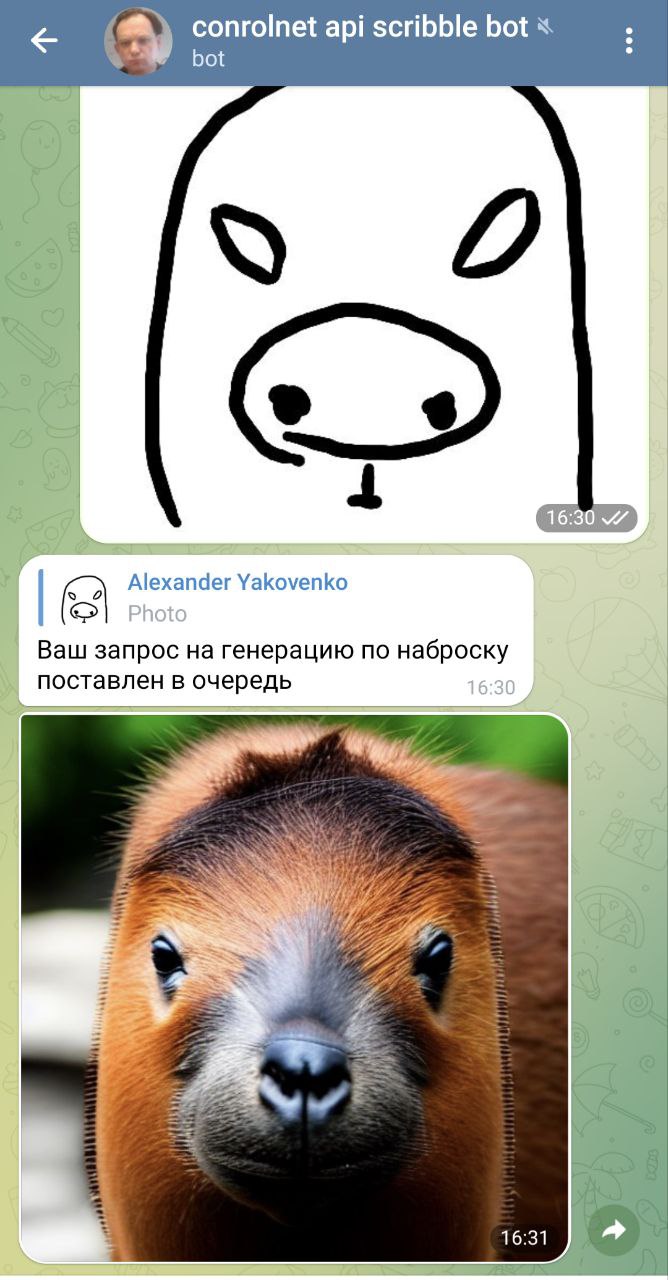 conrolnet api scribble bot
bot
16:30
Alexander Yakovenko
Photo
Ваш запрос на генерацию по наброску
поставлен в очередь
16:30
16:31